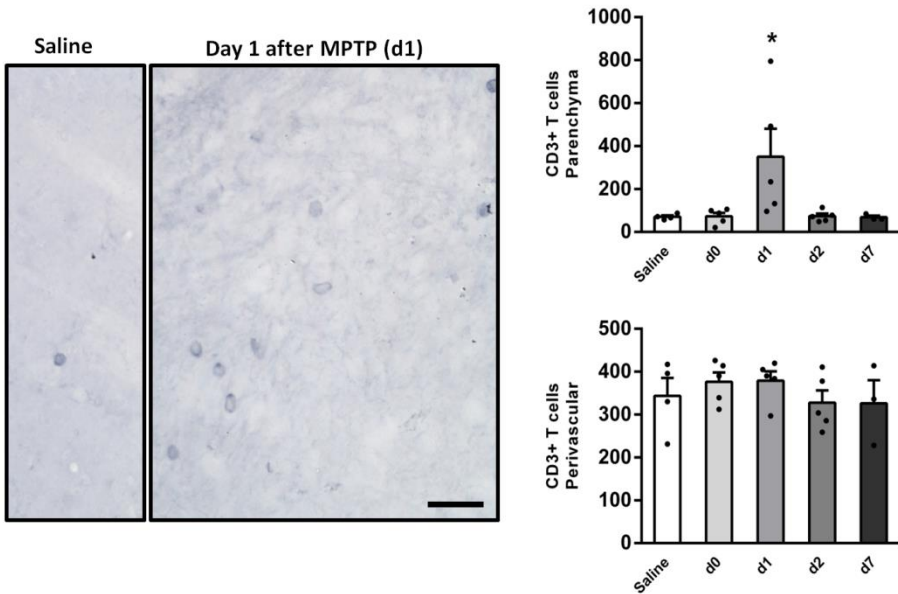 Saline
Day 1 after MPTP (d1)
CD3+ T cells
Parenchyma
1000
800
600
400
200
0
*
Saline
d0
d1
d2
d7
CD3+ T cells
Perivascular
500
400
300
200
100
0
Saline
d0
d1
d2
d7